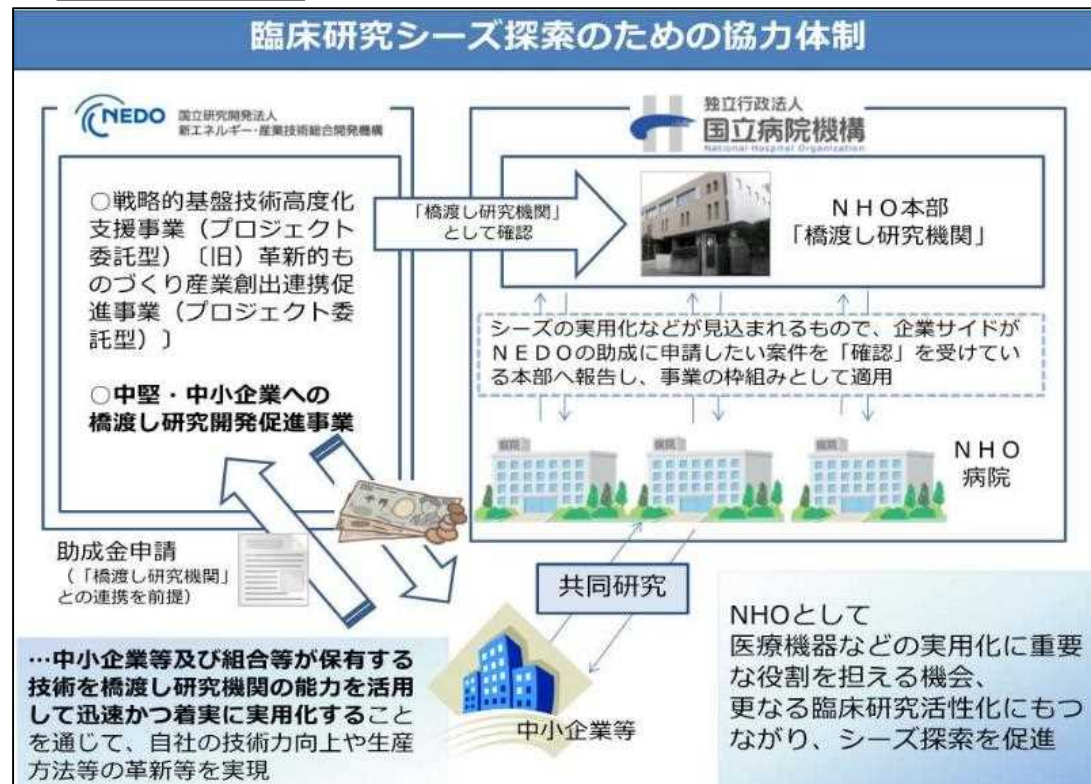 臨床研究シーズ探索のための協力体制
NEDO
国立研究開発法人
新エネルギー・産業技術総合開発機構
○戦略的基盤技術高度化
支援事業（プロジェクト
委託型）〔旧）革新的も
のづくり産業創出連携促
進事業（プロジェクト委
託型）〕
○中堅・中小企業への
橋渡し研究開発促進事業
「橋渡し研究機関」
として確認
独立行政法人
国立病院機構
National Hospital Organization
ＮＨＯ本部
「橋渡し研究機関」
シーズの実用化などが見込まれるもので、企業サイドが
ＮＥＤＯの助成に申請したい案件を「確認」を受けてい
る本部へ報告し、事業の枠組みとして適用
病院
病院
病院
ＮＨＯ
病院
助成金申請
（「橋渡し研究機関」
との連携を前提）
共同研究
中小企業等
…中小企業等及び組合等が保有する
技術を橋渡し研究機関の能力を活用
して迅速かつ着実に実用化すること
を通じて、自社の技術力向上や生産
方法等の革新等を実現
NHOとして
医療機器などの実用化に重要
な役割を担える機会、
更なる臨床研究活性化にもつ
ながり、シーズ探索を促進